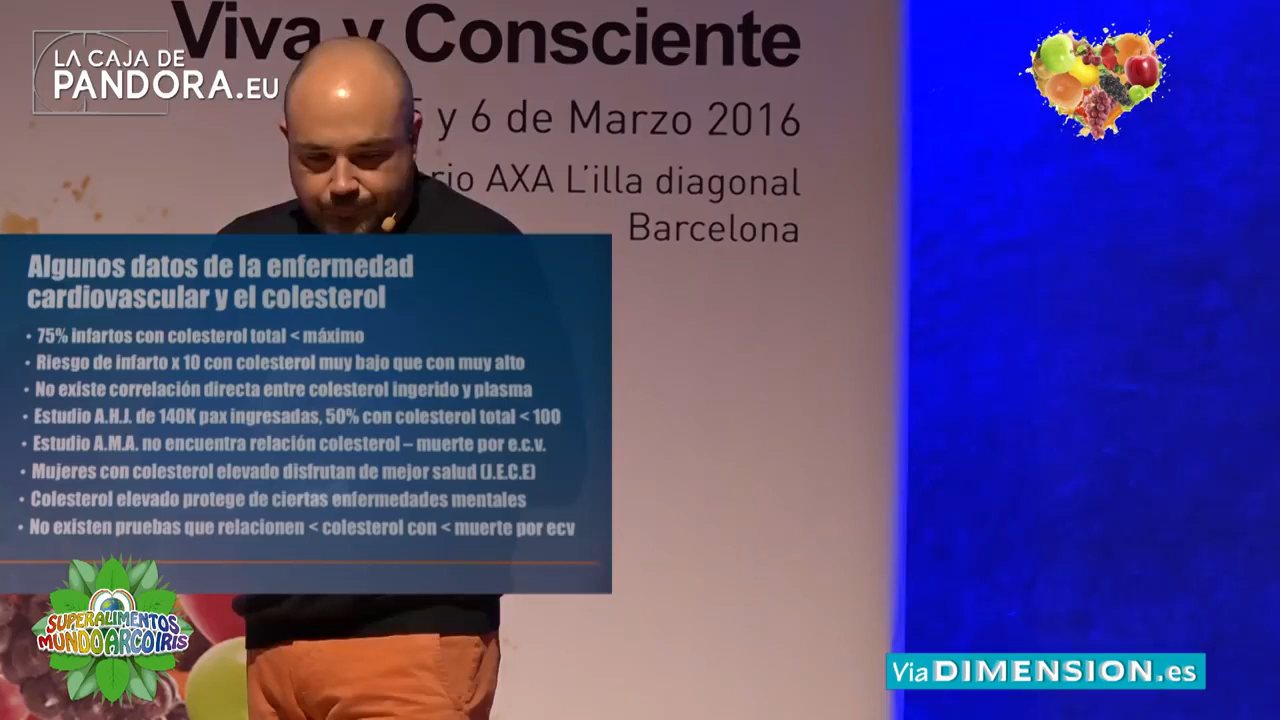 Viva y Consciente
LA CAJA DE
PANDORA.EU
y 6 de Marzo 2016
AXA L'illa diagonal
Barcelona
Algunos datos de la enfermedad
cardiovascular y el colesterol
• 75% infartos con colesterol total < máximo
• Riesgo de infarto x 10 con colesterol muy bajo que con muy alto
• No existe correlación directa entre colesterol ingerido y plasma
• Estudio A.H.J. de 140K pax ingresadas, 50% con colesterol total < 100
• Estudio A.M.A. no encuentra relación colesterol – muerte por e.c.v.
• Mujeres con colesterol elevado disfrutan de mejor salud (J.E.C.E)
• Colesterol elevado protege de ciertas enfermedades mentales
• No existen pruebas que relacionen < colesterol con < muerte por ecv
SUPERALIMENTOS
MUNDOARCOIRIS
ViaDIMENSION.es